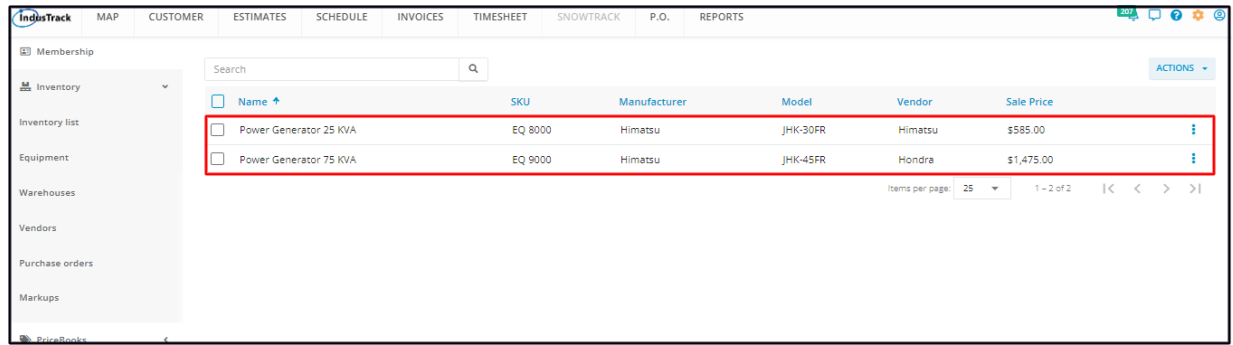 IndusTrack MAP CUSTOMER ESTIMATES SCHEDULE INVOICES TIMESHEET SNOWTRACK P.O. REPORTS 207
Membership
Search ACTIONS
Inventory
Name SKU Manufacturer Model Vendor Sale Price
Inventory list
Power Generator 25 KVA EQ 8000 Himatsu JHK-30FR Himatsu $585.00
Equipment
Power Generator 75 KVA EQ 9000 Himatsu JHK-45FR Hondra $1,475.00
Warehouses
Items per page: 25 1 – 2 of 2
Vendors
Purchase orders
Markups
PriceBooks